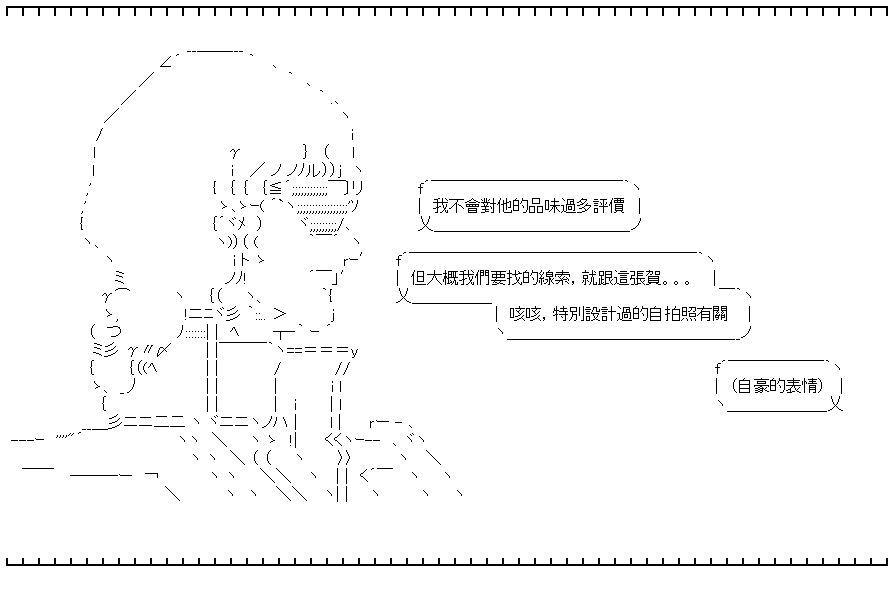 我不會對他的品味過多評價
但大概我們要找的線索，就跟這張賀。。。
咳咳，特別設計過的自拍照有關
（自豪的表情）